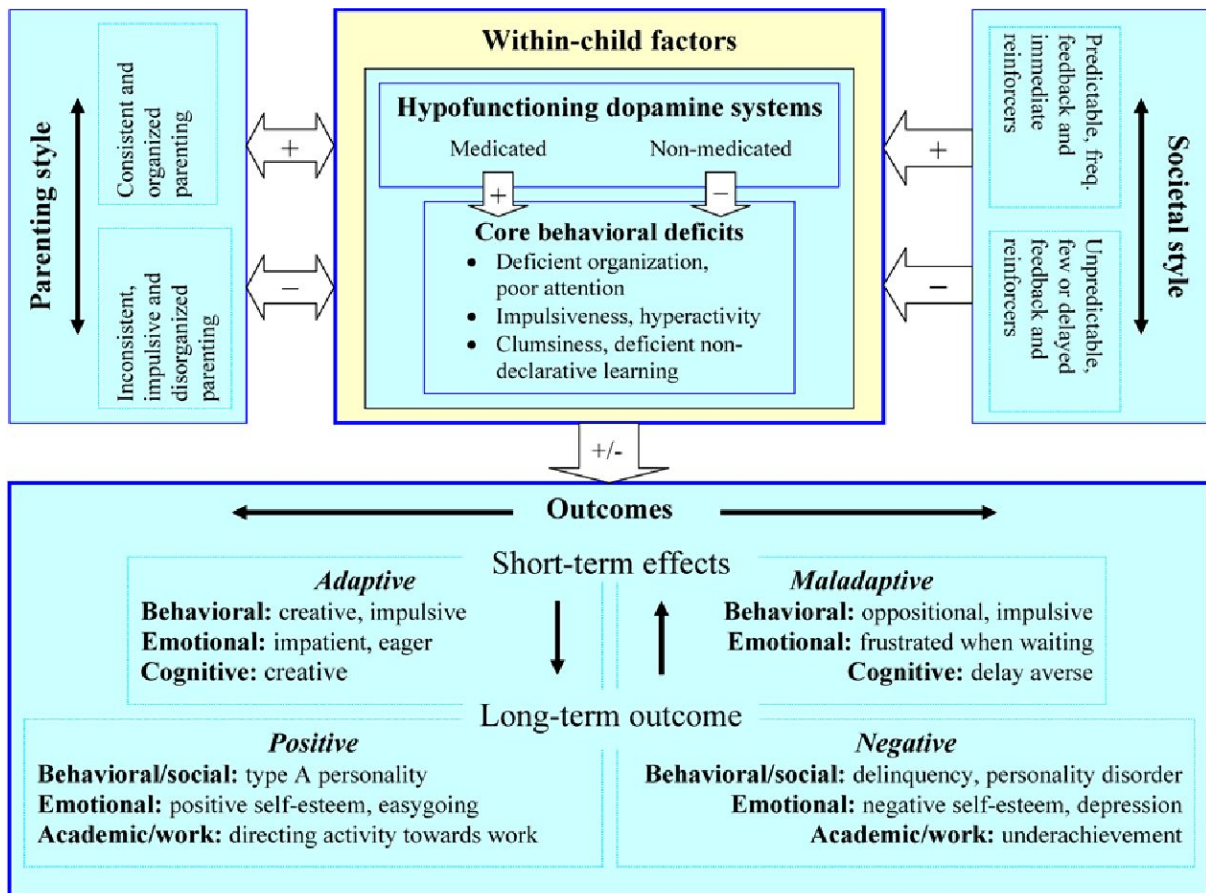 Parenting style
Consistent and
organized
parenting
Inconsistent,
impulsive and
disorganized
parenting
+
−
Within-child factors
Hypofunctioning dopamine systems
Medicated
Non-medicated
+
−
Core behavioral deficits
• Deficient organization,
poor attention
• Impulsiveness, hyperactivity
• Clumsiness, deficient non-
declarative learning
+
−
Predictable, freq.
feedback and
immediate
reinforcers
Unpredictable,
few or delayed
feedback and
reinforcers
Societal style
+/-
Outcomes
Short-term effects
Adaptive
Behavioral: creative, impulsive
Emotional: impatient, eager
Cognitive: creative
Maladaptive
Behavioral: oppositional, impulsive
Emotional: frustrated when waiting
Cognitive: delay averse
Long-term outcome
Positive
Behavioral/social: type A personality
Emotional: positive self-esteem, easygoing
Academic/work: directing activity towards work
Negative
Behavioral/social: delinquency, personality disorder
Emotional: negative self-esteem, depression
Academic/work: underachievement